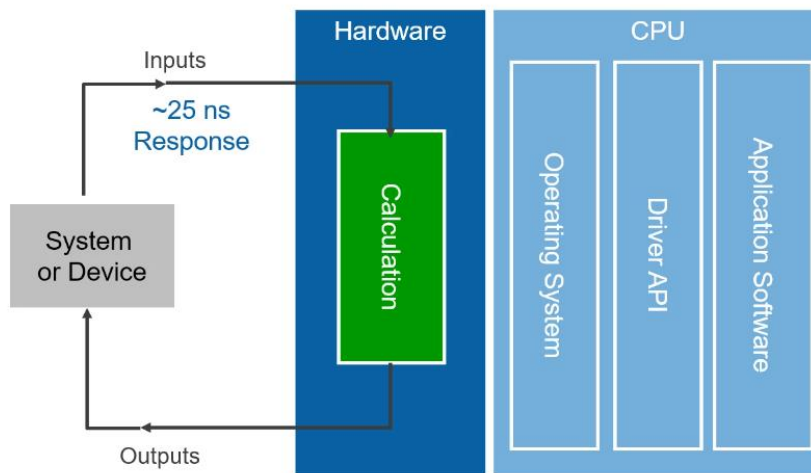 Hardware
CPU
Inputs
~25 ns
Response
System
or Device
Calculation
Operating System
Driver API
Application Software
Outputs